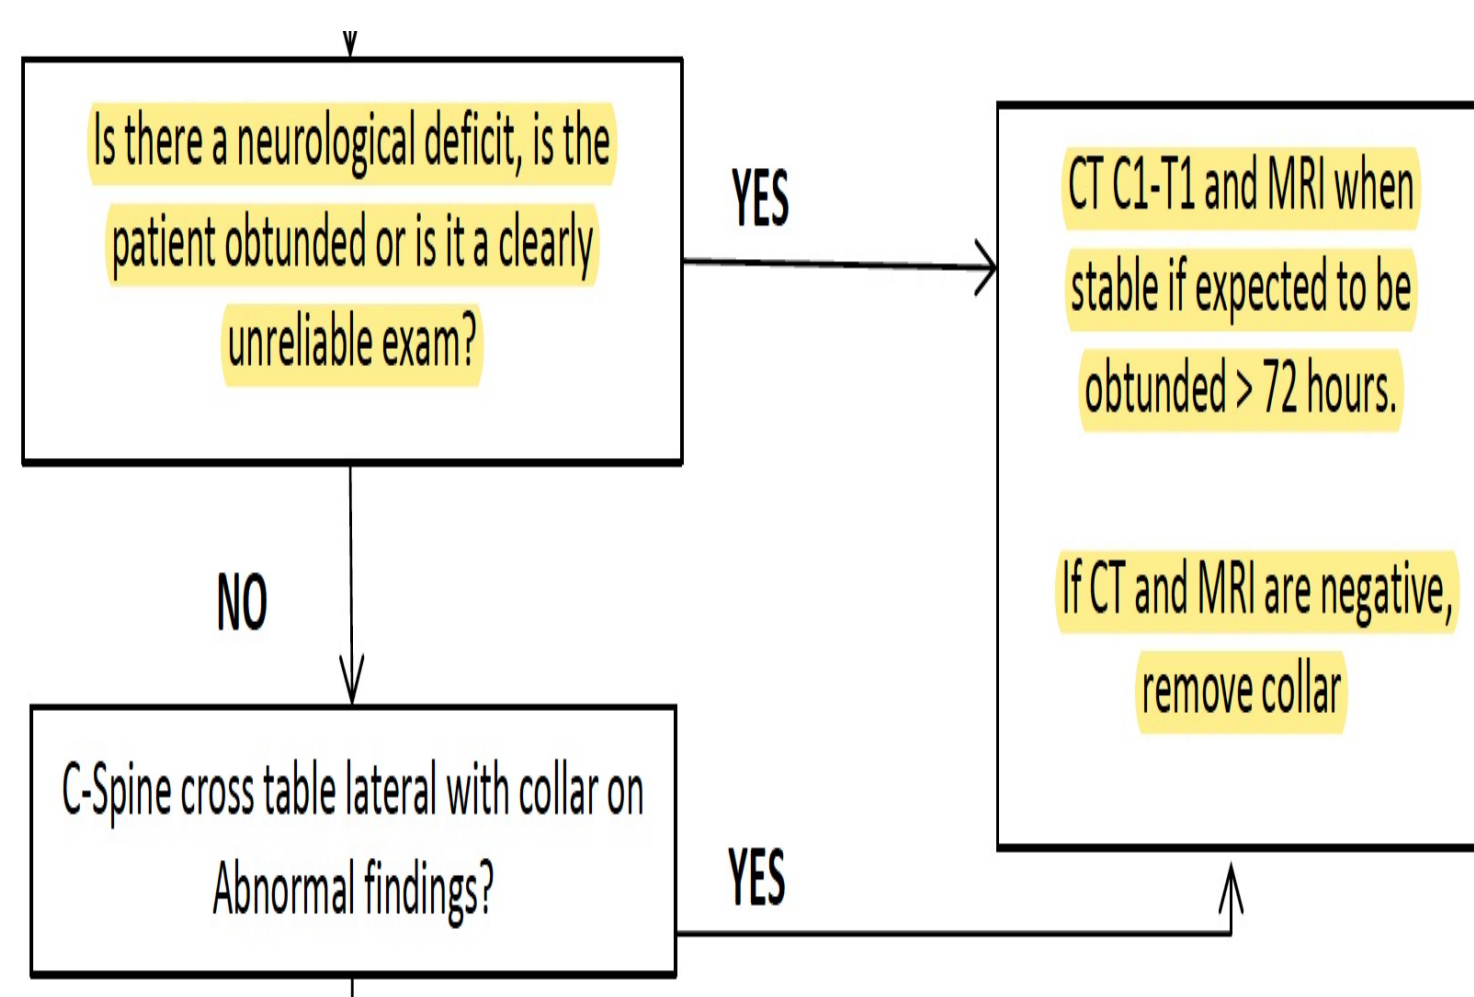 Is there a neurological deficit, is the
patient obtunded or is it a clearly
unreliable exam?
YES
CT C1-T1 and MRI when
stable if expected to be
obtunded > 72 hours.
If CT and MRI are negative,
remove collar
NO
C-Spine cross table lateral with collar on
Abnormal findings?
YES